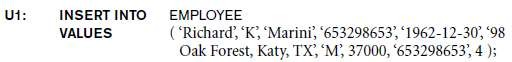 U1: INSERT INTO EMPLOYEE
VALUES ( ‘Richard’, ‘K’, ‘Marini’, ‘653298653’, ‘1962-12-30’, ‘98
Oak Forest, Katy, TX’, ‘M’, 37000, ‘653298653’, 4 );